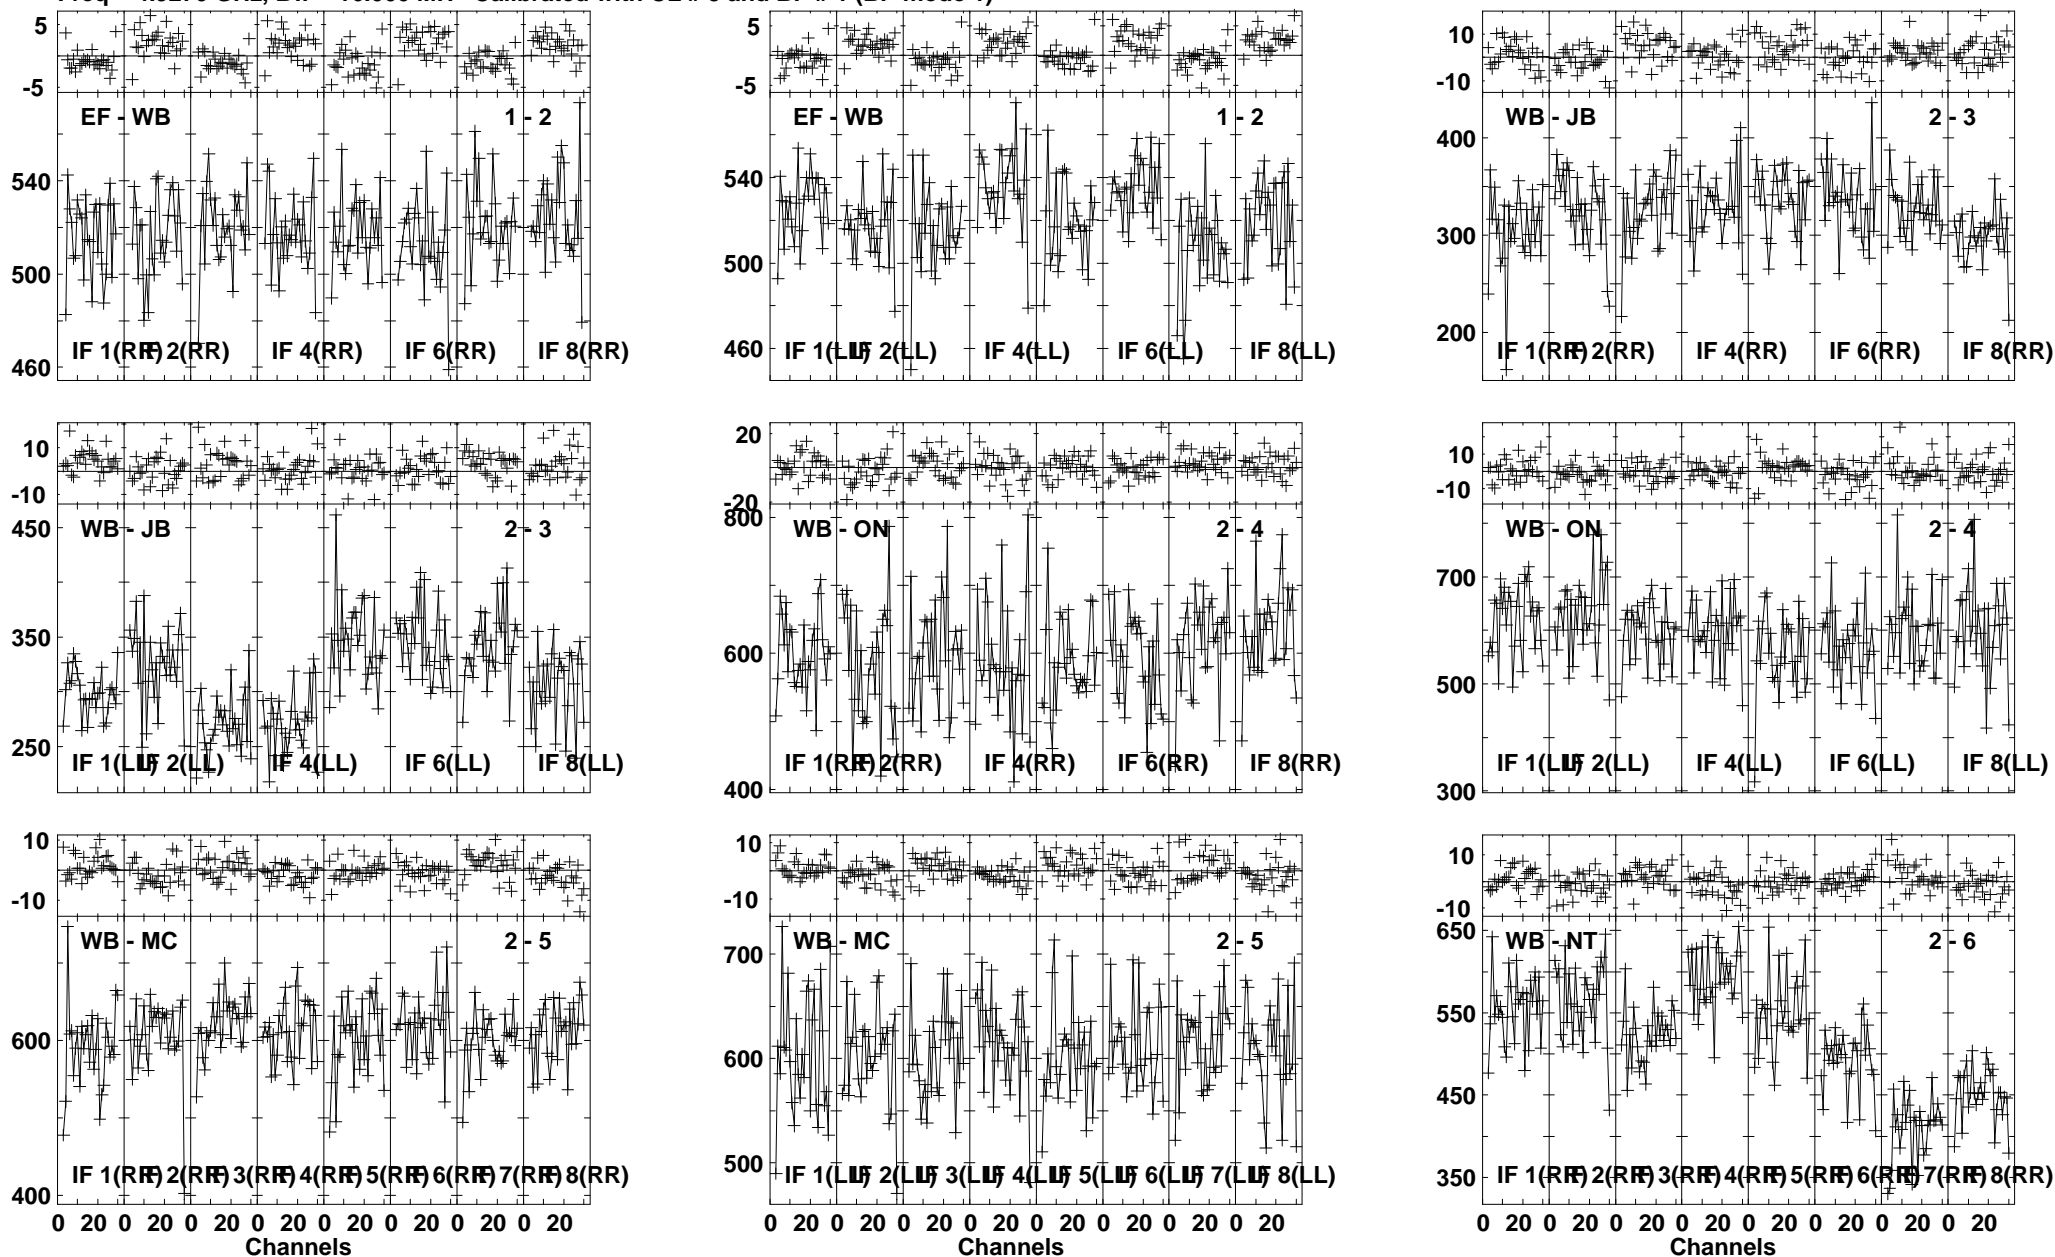 5
-5
EF - WB
1 - 2
540
500
460
IF 1(RR)
IF 2(RR)
IF 4(RR)
IF 6(RR)
IF 8(RR)
5
-5
EF - WB
1 - 2
540
500
460
IF 1(LL)
IF 2(LL)
IF 4(LL)
IF 6(LL)
IF 8(LL)
10
-10
WB - JB
2 - 3
400
300
200
IF 1(RR)
IF 2(RR)
IF 4(RR)
IF 6(RR)
IF 8(RR)
10
-10
WB - JB
2 - 3
450
350
250
IF 1(LL)
IF 2(LL)
IF 4(LL)
IF 6(LL)
IF 8(LL)
20
-20
WB - ON
2 - 4
800
600
400
IF 1(RR)
IF 2(RR)
IF 4(RR)
IF 6(RR)
IF 8(RR)
10
-10
WB - ON
2 - 4
700
500
300
IF 1(LL)
IF 2(LL)
IF 4(LL)
IF 6(LL)
IF 8(LL)
10
-10
WB - MC
2 - 5
600
400
IF 1(RR)
IF 2(RR)
IF 3(RR)
IF 4(RR)
IF 5(RR)
IF 6(RR)
IF 7(RR)
IF 8(RR)
0 20 0 20 0 20 0 20 0 20 0 20 0 20 0 20
Channels
10
-10
WB - MC
2 - 5
700
600
500
IF 1(LL)
IF 2(LL)
IF 3(LL)
IF 4(LL)
IF 5(LL)
IF 6(LL)
IF 7(LL)
IF 8(LL)
0 20 0 20 0 20 0 20 0 20 0 20 0 20 0 20
Channels
10
-10
WB - NT
2 - 6
650
550
450
350
IF 1(RR)
IF 2(RR)
IF 3(RR)
IF 4(RR)
IF 5(RR)
IF 6(RR)
IF 7(RR)
IF 8(RR)
0 20 0 20 0 20 0 20 0 20 0 20 0 20 0 20
Channels